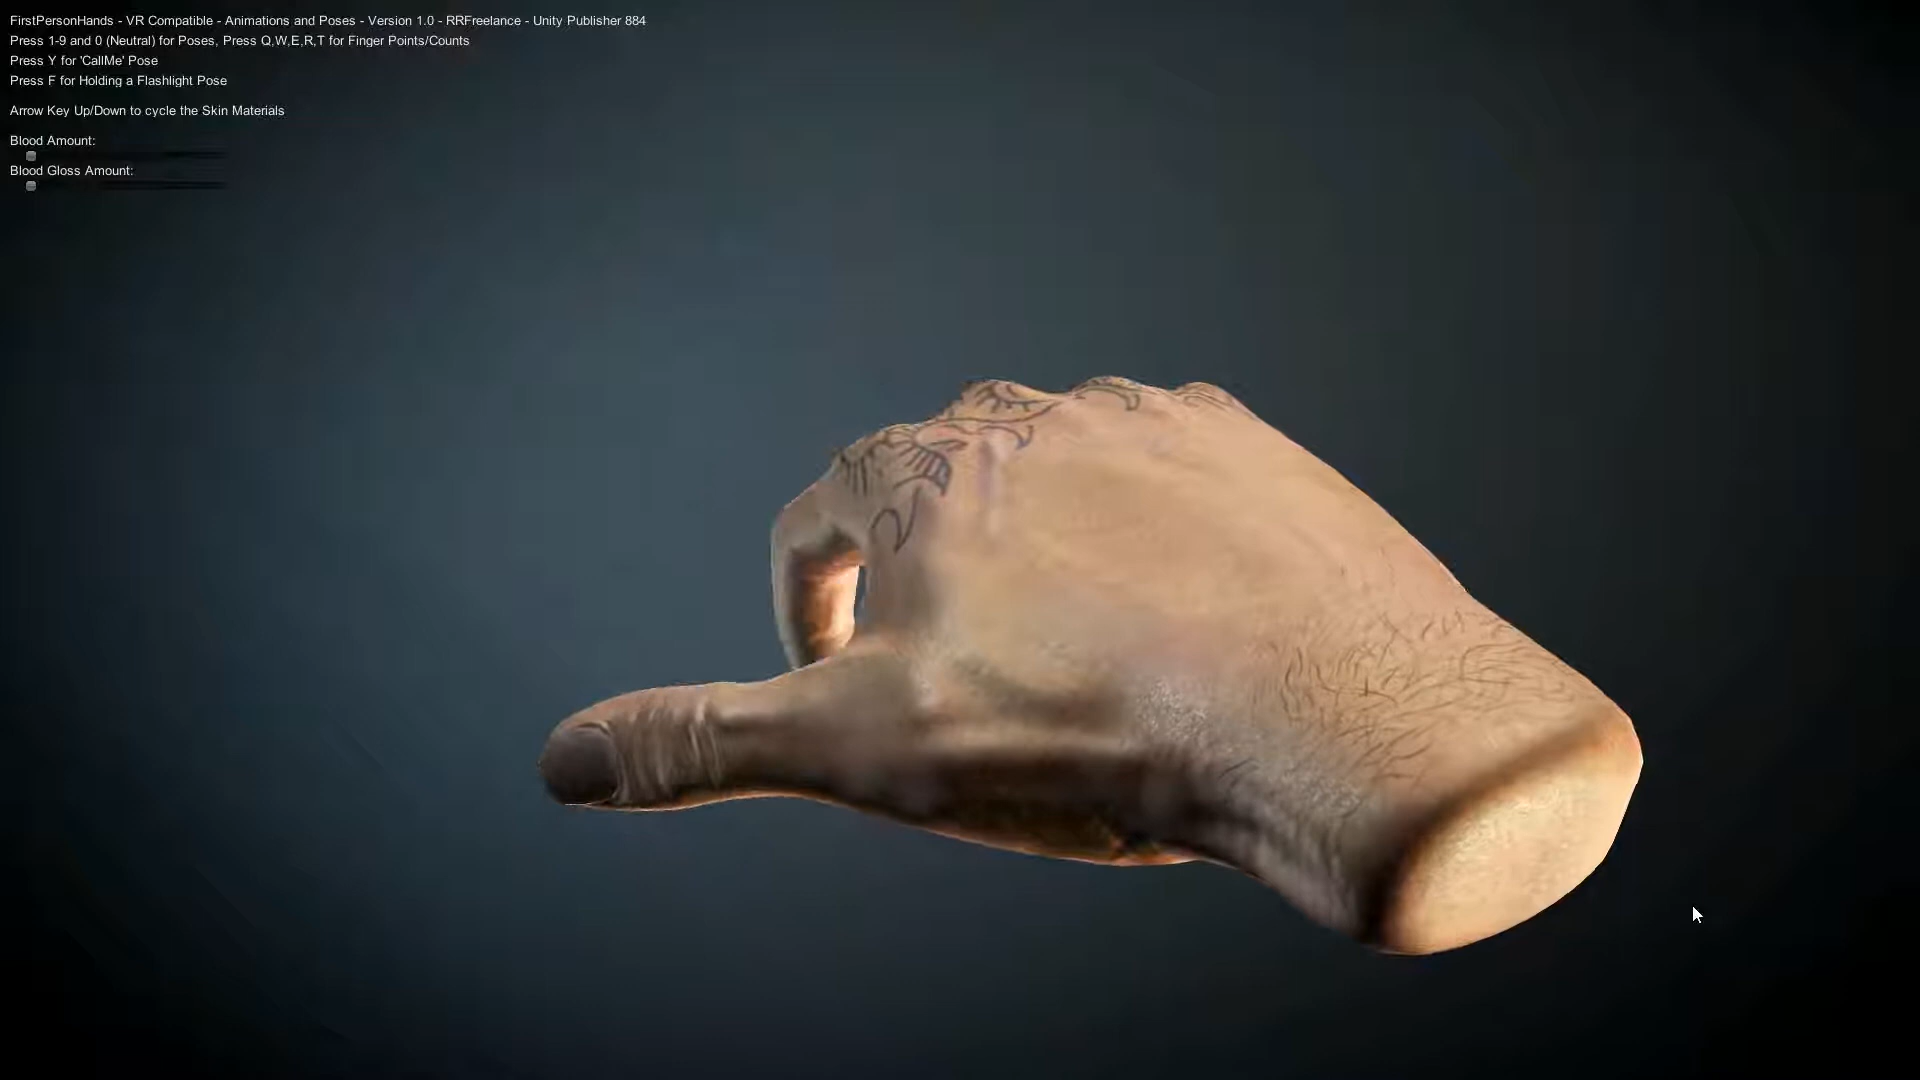 FirstPersonHands - VR Compatible - Animations and Poses - Version 1.0 - RRFreelance - Unity Publisher 884
Press 1-9 and 0 (Neutral) for Poses, Press Q,W,E,R,T for Finger Points/Counts
Press Y for 'CallMe' Pose
Press F for Holding a Flashlight Pose
Arrow Key Up/Down to cycle the Skin Materials
Blood Amount:
Blood Gloss Amount: